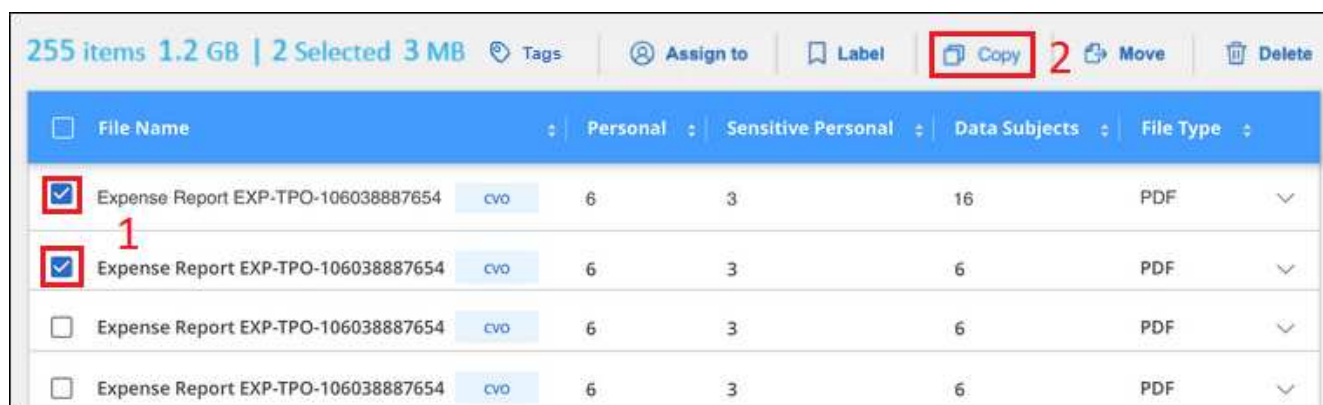 255 items 1.2 GB | 2 Selected 3 MB Tags Assign to Label Copy 2 Move Delete
File Name Personal Sensitive Personal Data Subjects File Type
Expense Report EXP-TPO-106038887654 cvo 6 3 16 PDF
1
Expense Report EXP-TPO-106038887654 cvo 6 3 6 PDF
Expense Report EXP-TPO-106038887654 cvo 6 3 6 PDF
Expense Report EXP-TPO-106038887654 cvo 6 3 6 PDF